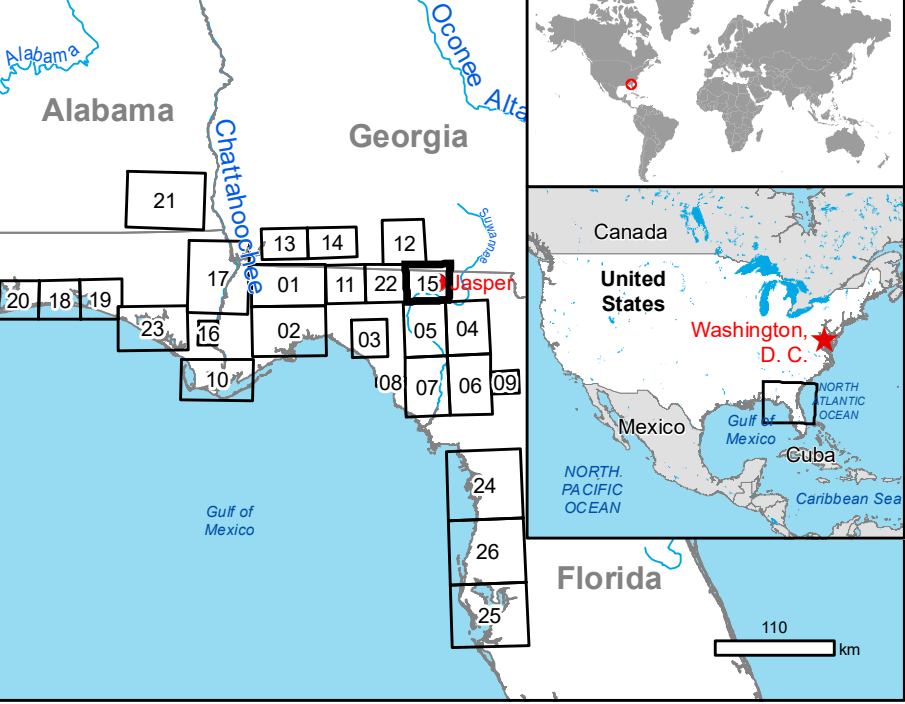 Alabama
Oconee
Alta
Alabama
Georgia
Chattahoochee
Suwannee
21
13
14
12
17
01
11
22
15
Jasper
20
18
19
23
16
02
03
05
04
10
08
07
06
09
24
26
25
Gulf of
Mexico
Florida
110
km
Canada
United
States
Washington,
D. C.
NORTH
ATLANTIC
OCEAN
Gulf of
Mexico
Mexico
Cuba
NORTH.
PACIFIC
OCEAN
Caribbean Sea